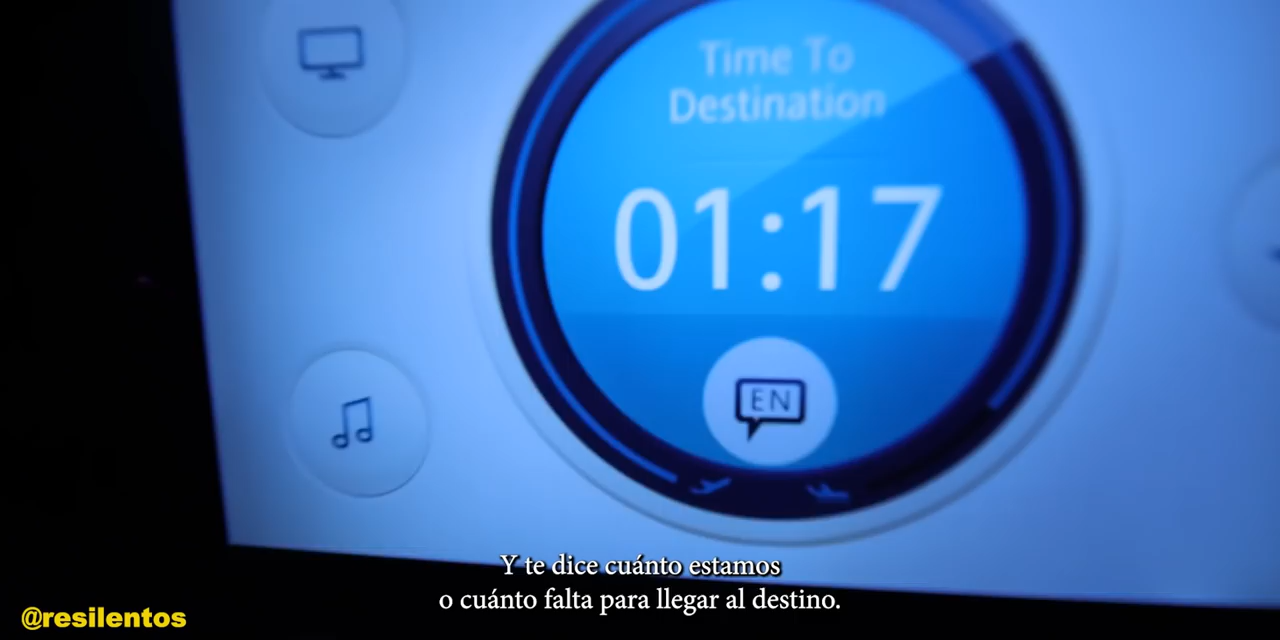 Time To
Destination
01:17
EN
Y te dice cuánto estamos
o cuánto falta para llegar al destino.
@resilentos